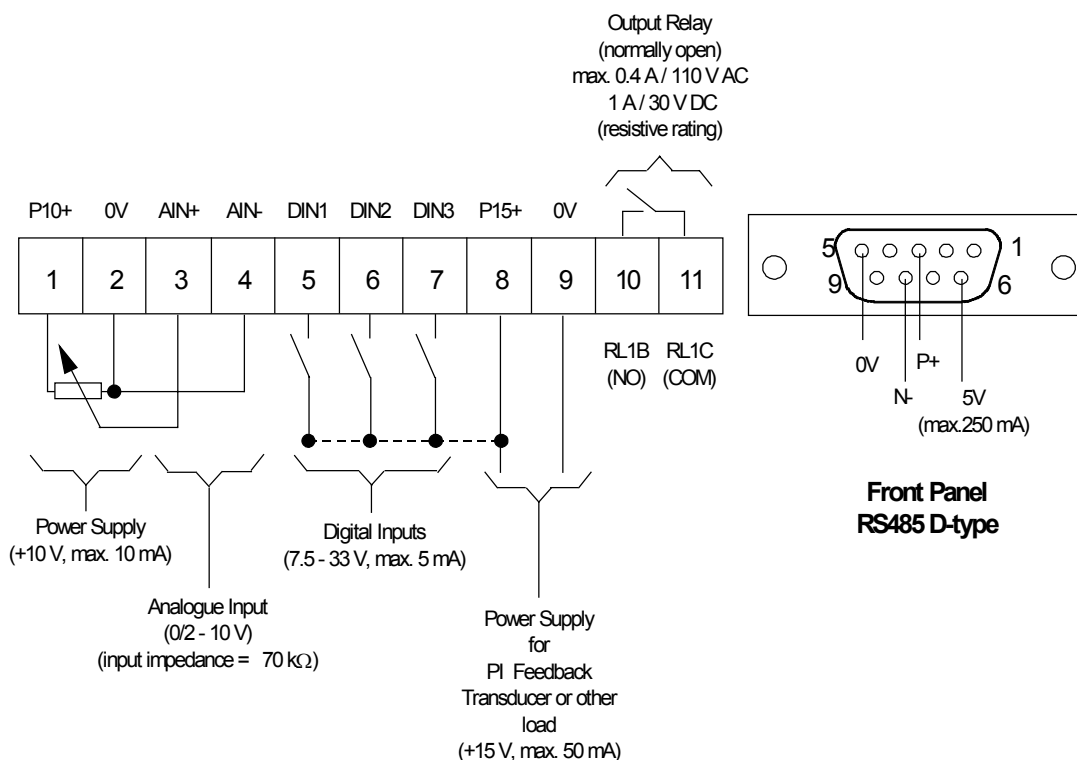 Output Relay
(normally open)
max. 0.4 A / 110 V AC
1 A / 30 V DC
(resistive rating)
P10+ 0V AIN+ AIN- DIN1 DIN2 DIN3 P15+ 0V
1 2 3 4 5 6 7 8 9 10 11
RL1B RL1C
(NO) (COM)
5 1
9 6
0V P+
N- 5V
(max.250 mA)
Front Panel
RS485 D-type
Power Supply
(+10 V, max. 10 mA)
Analogue Input
(0/2 - 10 V)
(input impedance = 70 kΩ)
Digital Inputs
(7.5 - 33 V, max. 5 mA)
Power Supply
for
PI Feedback
Transducer or other
load
(+15 V, max. 50 mA)